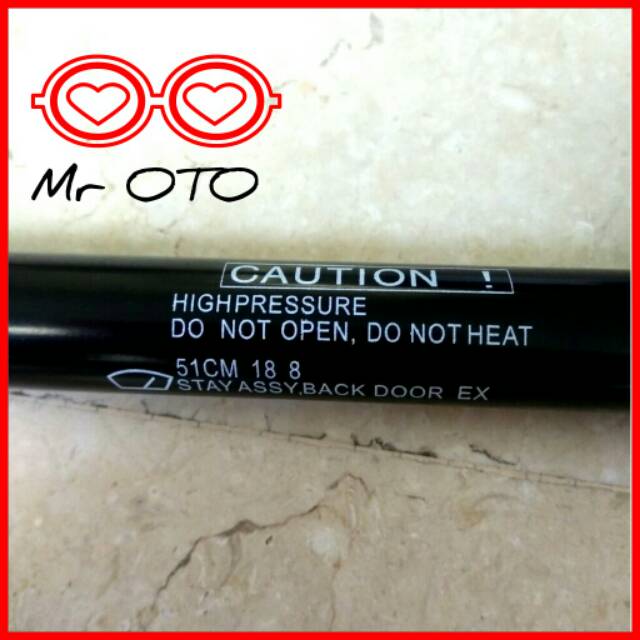 Mr OTO
CAUTION !
HIGHPRESSURE
DO NOT OPEN, DO NOT HEAT
51CM 18 8
STAY ASSY,BACK DOOR EX